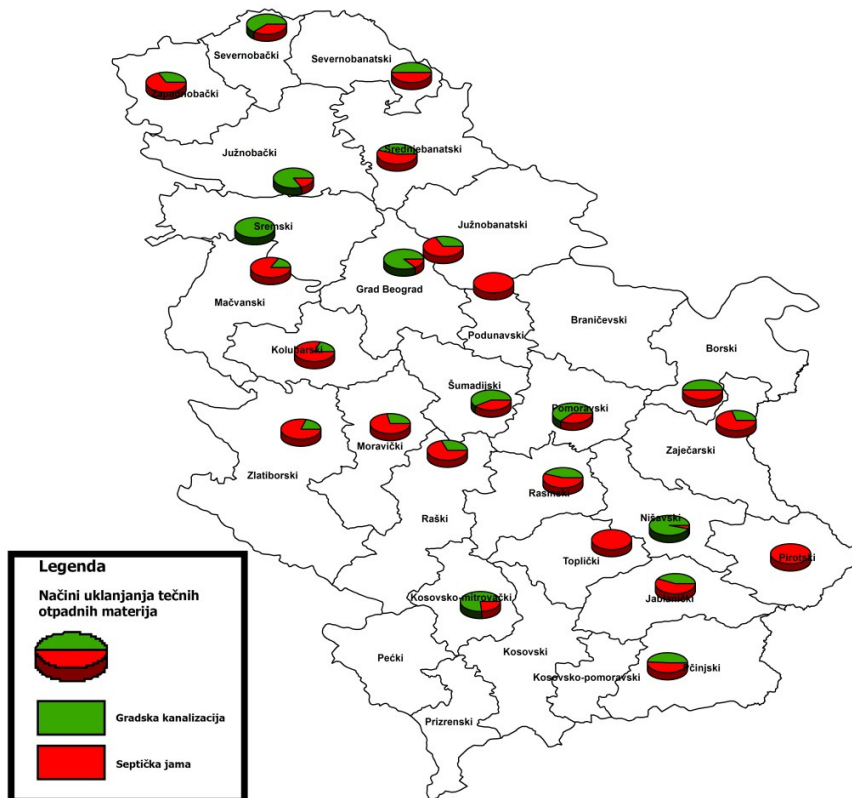 Severnobački
Severnobanatski
Zapadnobački
Južnobački
Srednjebanatski
Sremski
Južnobanatski
Mačvanski
Grad Beograd
Podunavski
Braničevski
Kolubarski
Borski
Šumadijski
Pomoravski
Moravički
Zaječarski
Zlatiborski
Raški
Rasinski
Nišavski
Toplički
Pirotski
Kosovsko-mitrovački
Jablanički
Pećki
Kosovski
Kosovsko-pomoravski
Pčinjski
Prizrenski
Legenda
Načini uklanjanja tečnih
otpadnih materija
Gradska kanalizacija
Septička jama